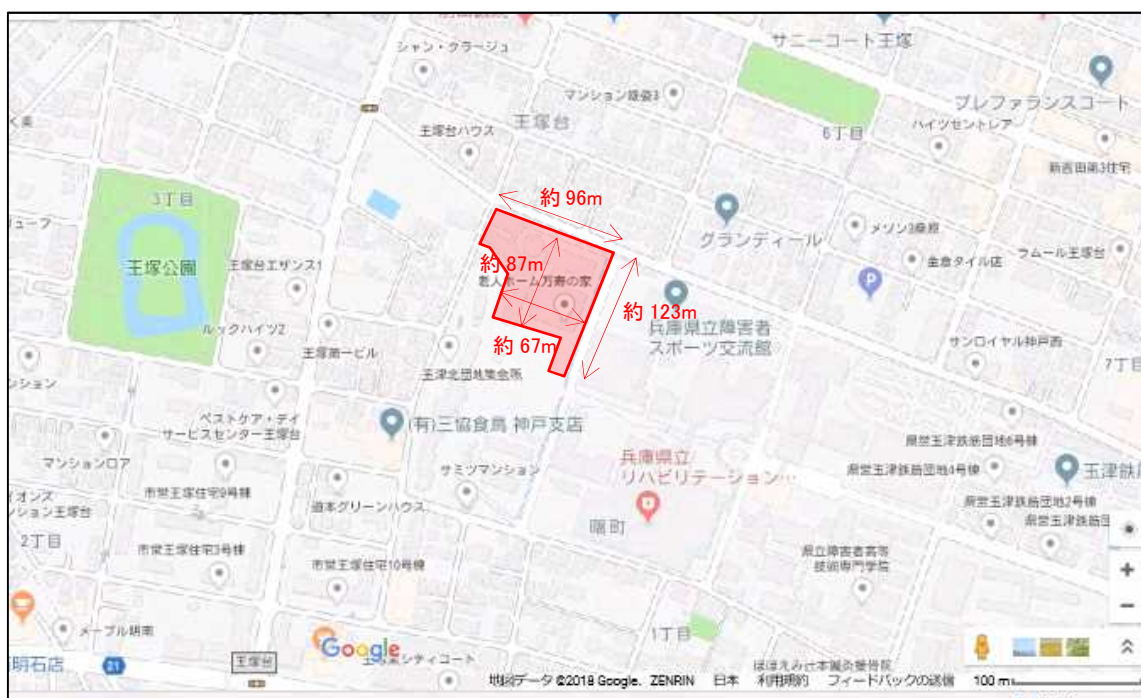 サニーコート王塚
シャン・クラージュ
マンション雄姿3
プレファランスコート
王塚台
6丁目
ハイツセントレア
王塚台ハウス
新吉田第3住宅
3丁目
約 96m
グランディール
メゾン3桑原
金意タイル店
ラムール王塚台
王塚公園
王塚台エザンス1
約 87m
老人ホーム万寿の家
約 123m
兵庫県立障害者
スポーツ交流館
ルックハイツ2
王塚第一ビル
約 67m
サンロイヤル神戸西
7丁目
玉津北団地集会所
ベストケア・デイ
サービスセンター王塚台
(有)三協食鳥 神戸支店
マンションロア
サミツマンション
兵庫県立
リハビリテーション…
県営玉津鉄筋団地6号棟
県営玉津鉄筋団地4号棟
県営玉津鉄筋団地2号棟
市営王塚住宅9号棟
道本グリーンハウス
曙町
2丁目
市営王塚住宅3号棟
市営王塚住宅10号棟
県立障害者高等
技術専門学院
メープル明南
1丁目
21
王塚台
Google
地図データ ©2018 Google、ZENRIN 日本 利用規約 フィードバックの送信 100 m